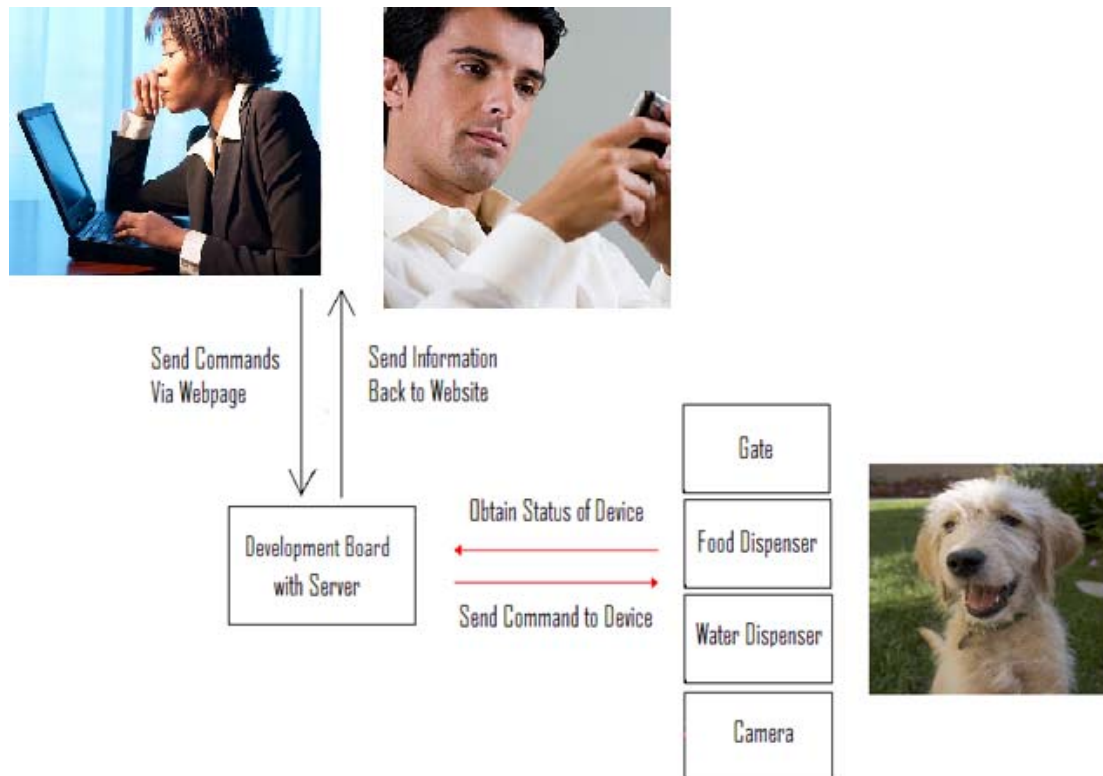 Send Commands
Via Webpage
Send Information
Back to Website
Gate
Obtain Status of Device
Food Dispenser
Development Board
with Server
Send Command to Device
Water Dispenser
Camera